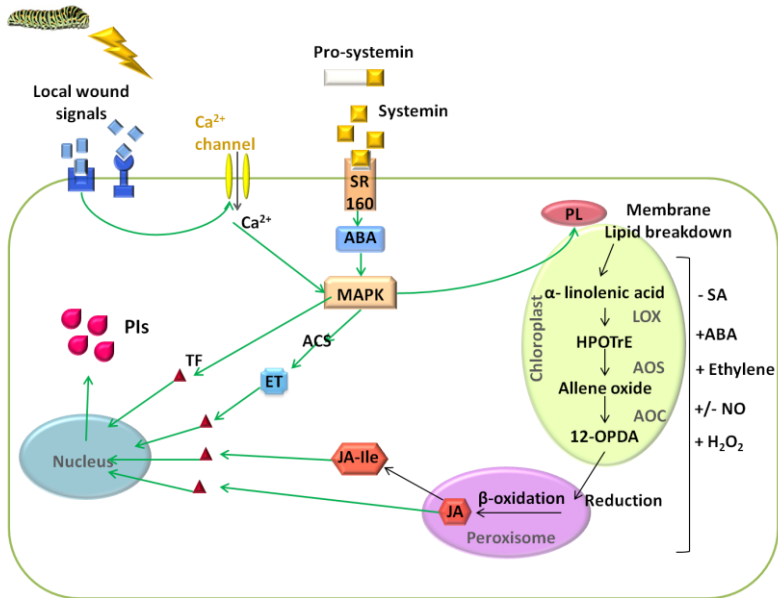 Pro-systemin
Local wound
signals
Systemin
Ca²⁺
channel
SR
160
Ca²⁺
ABA
MAPK
PL
Membrane
Lipid breakdown
Chloroplast
α- linolenic acid
LOX
HPOTrE
AOS
Allene oxide
AOC
12-OPDA
- SA
+ABA
+ Ethylene
+/- NO
+ H₂O₂
PIs
TF
ACS
ET
Nucleus
JA-Ile
JA
β-oxidation
Reduction
Peroxisome